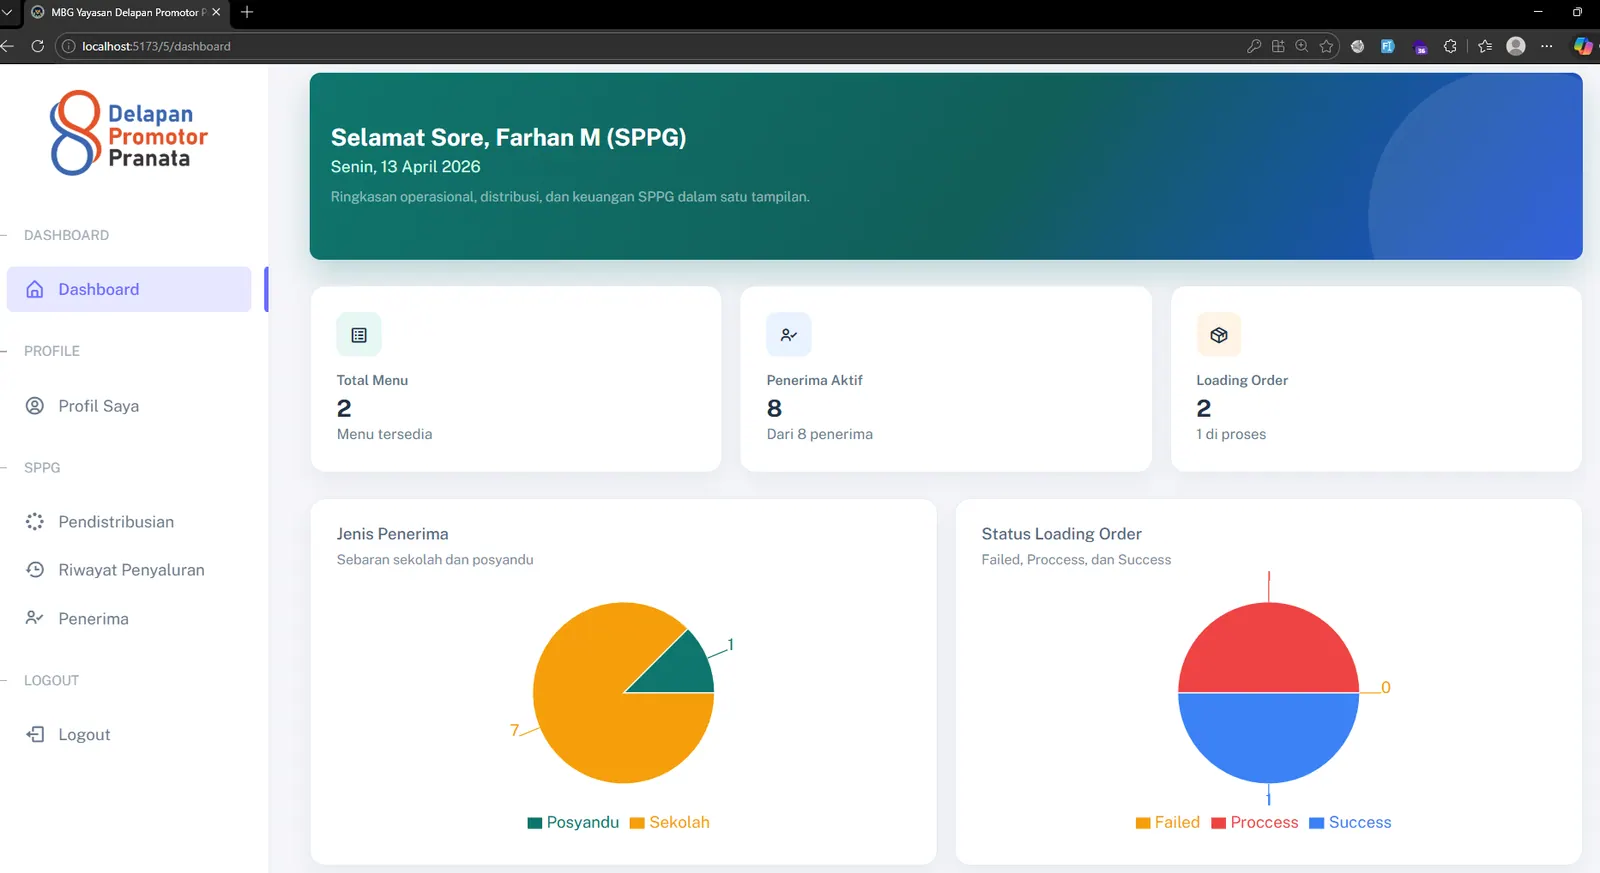 MBG Yayasan Delapan Promotor P
localhost:5173/5/dashboard
FI
36
Delapan
Promotor
Pranata
DASHBOARD
Dashboard
PROFILE
Profil Saya
SPPG
Pendistribusian
Riwayat Penyaluran
Penerima
LOGOUT
Logout
Selamat Sore, Farhan M (SPPG)
Senin, 13 April 2026
Ringkasan operasional, distribusi, dan keuangan SPPG dalam satu tampilan.
Total Menu
2
Menu tersedia
Penerima Aktif
8
Dari 8 penerima
Loading Order
2
1 di proses
Jenis Penerima
Sebaran sekolah dan posyandu
1
7
Posyandu Sekolah
Status Loading Order
Failed, Proccess, dan Success
1
0
1
Failed Proccess Success